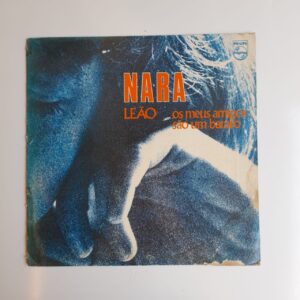 PHILIPS
NARA
LEÃO
os meus amigos
são um barato